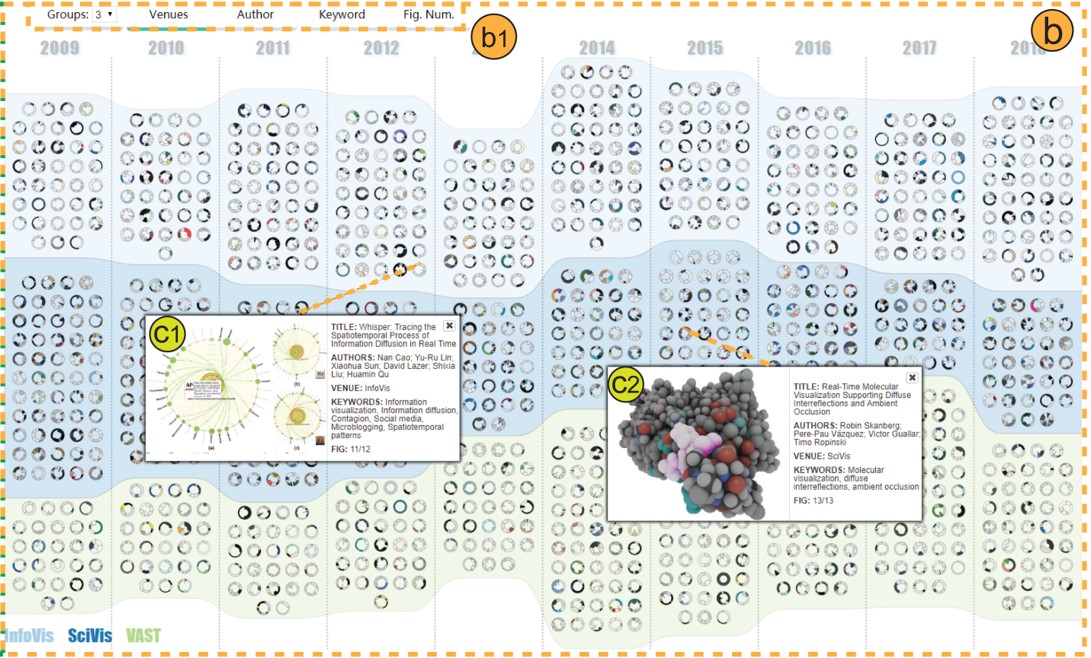 Groups: 3 Venues Author Keyword Fig. Num.
b1
b
2009 2010 2011 2012 2014 2015 2016 2017
C1
TITLE: Whisper: Tracing the
Spatiotemporal Process of
Information Diffusion in Real Time
AUTHORS: Nan Cao; Yu-Ru Lin;
Xiaohua Sun; David Lazer; Shixia
Liu; Huamin Qu
VENUE: InfoVis
KEYWORDS: Information
visualization, Information diffusion,
Contagion, Social media,
Microblogging, Spatiotemporal
patterns
FIG: 11/12
(a)
(b)
(c)
C2
TITLE: Real-Time Molecular
Visualization Supporting Diffuse
Interreflections and Ambient
Occlusion
AUTHORS: Robin Skanberg;
Pere-Pau Vázquez; Victor Guallar;
Timo Ropinski
VENUE: SciVis
KEYWORDS: Molecular
visualization, diffuse
interreflections, ambient occlusion
FIG: 13/13
InfoVis SciVis VAST